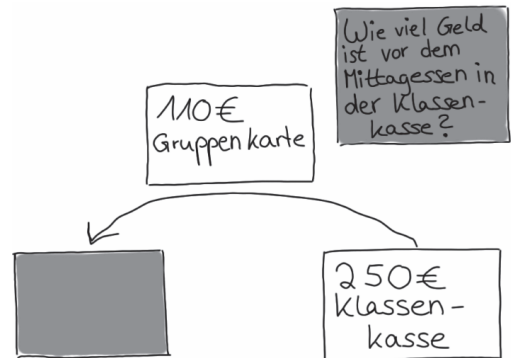 Wie viel Geld
ist vor dem
Mittagessen in
der Klassen-
kasse?
110€
Gruppenkarte
250€
Klassen-
kasse